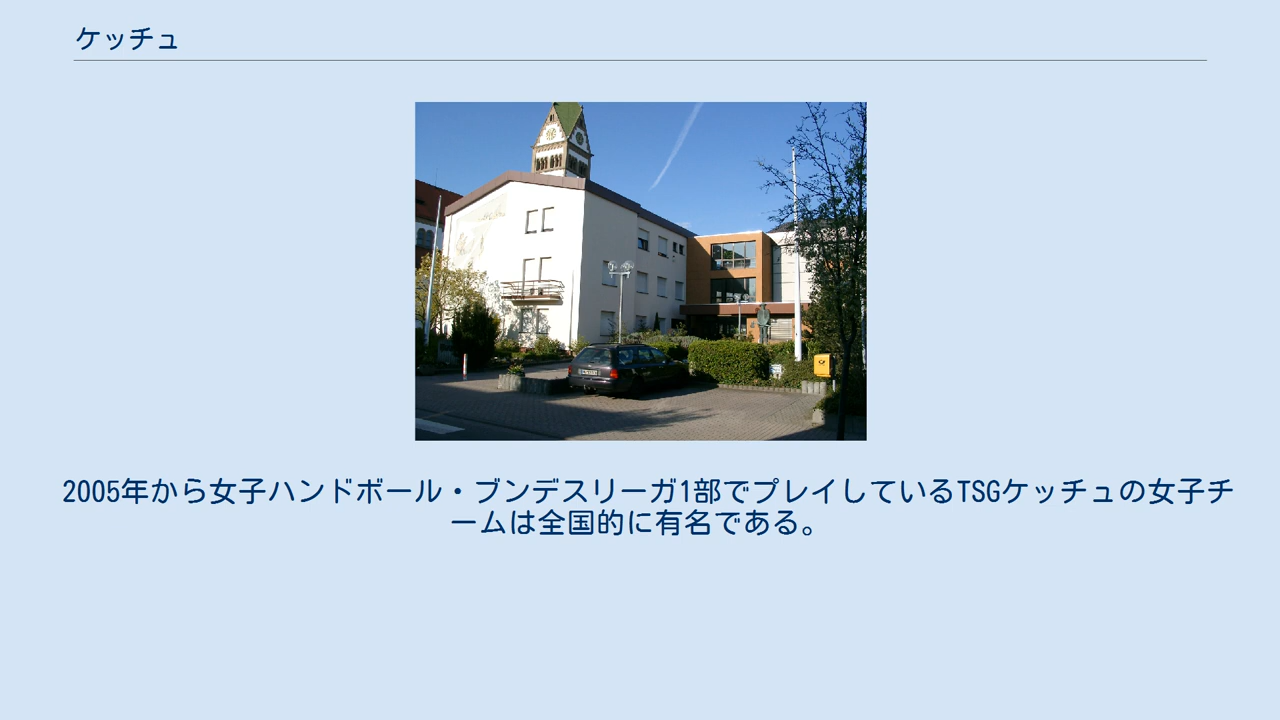 ケッチュ
2005年から女子ハンドボール・ブンデスリーガ1部でプレイしているTSGケッチュの女子チ
ームは全国的に有名である。